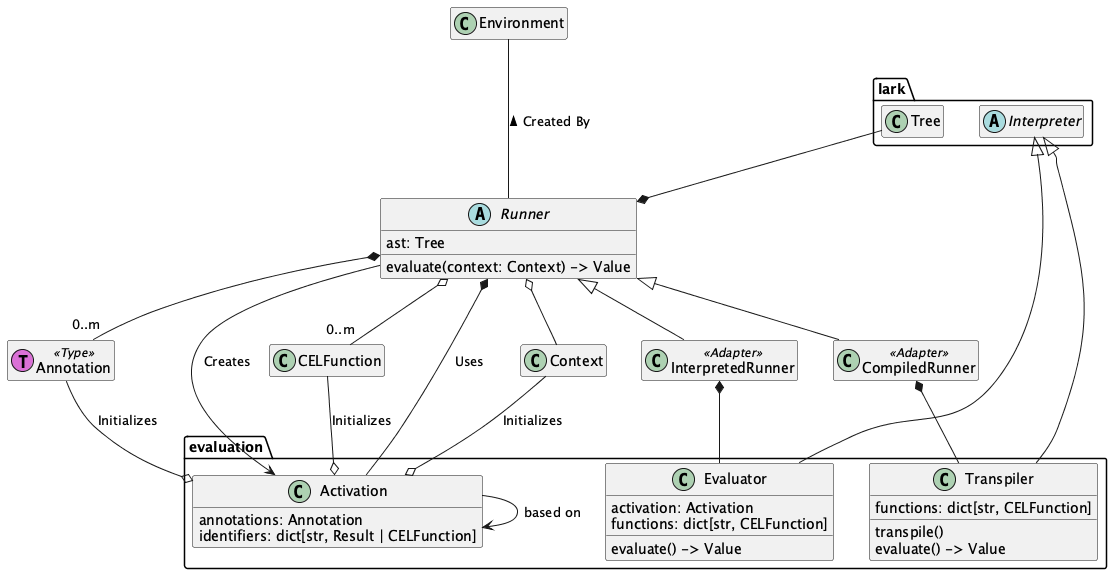 C Environment
lark
C Tree
A Interpreter
Created By
A Runner
ast: Tree
evaluate(context: Context) -> Value
0..m
0..m
T «Type»
Annotation
Creates
C CELFunction
Uses
C Context
C «Adapter»
InterpretedRunner
C «Adapter»
CompiledRunner
Initializes
Initializes
Initializes
evaluation
C Activation
annotations: Annotation
identifiers: dict[str, Result | CELFunction]
based on
C Evaluator
activation: Activation
functions: dict[str, CELFunction]
evaluate() -> Value
C Transpiler
functions: dict[str, CELFunction]
transpile()
evaluate() -> Value